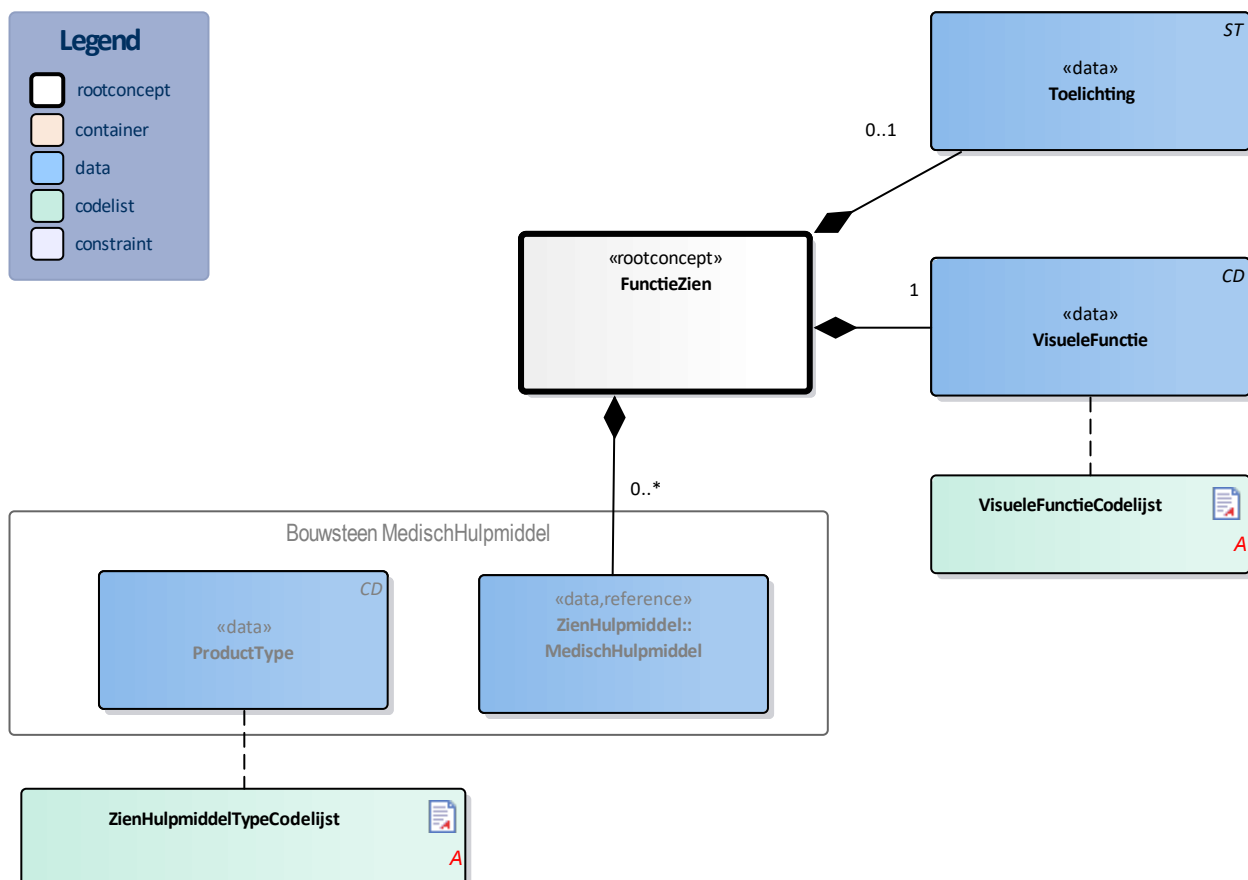 Legend
rootconcept
container
data
codelist
constraint
ST
«data»
Toelichting
0..1
«rootconcept»
FunctieZien
1
CD
«data»
VisueleFunctie
0..*
VisueleFunctieCodelijst
A
Bouwsteen MedischHulpmiddel
CD
«data»
ProductType
«data,reference»
ZienHulpmiddel::
MedischHulpmiddel
ZienHulpmiddelTypeCodelijst
A